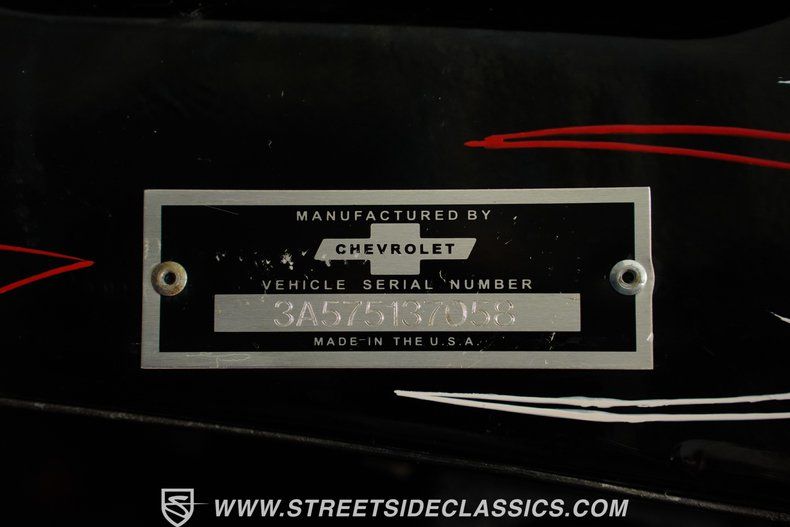 MANUFACTURED BY
CHEVROLET
VEHICLE SERIAL NUMBER
3A575137058
MADE IN THE U.S.A.
WWW.STREETSIDECLASSICS.COM